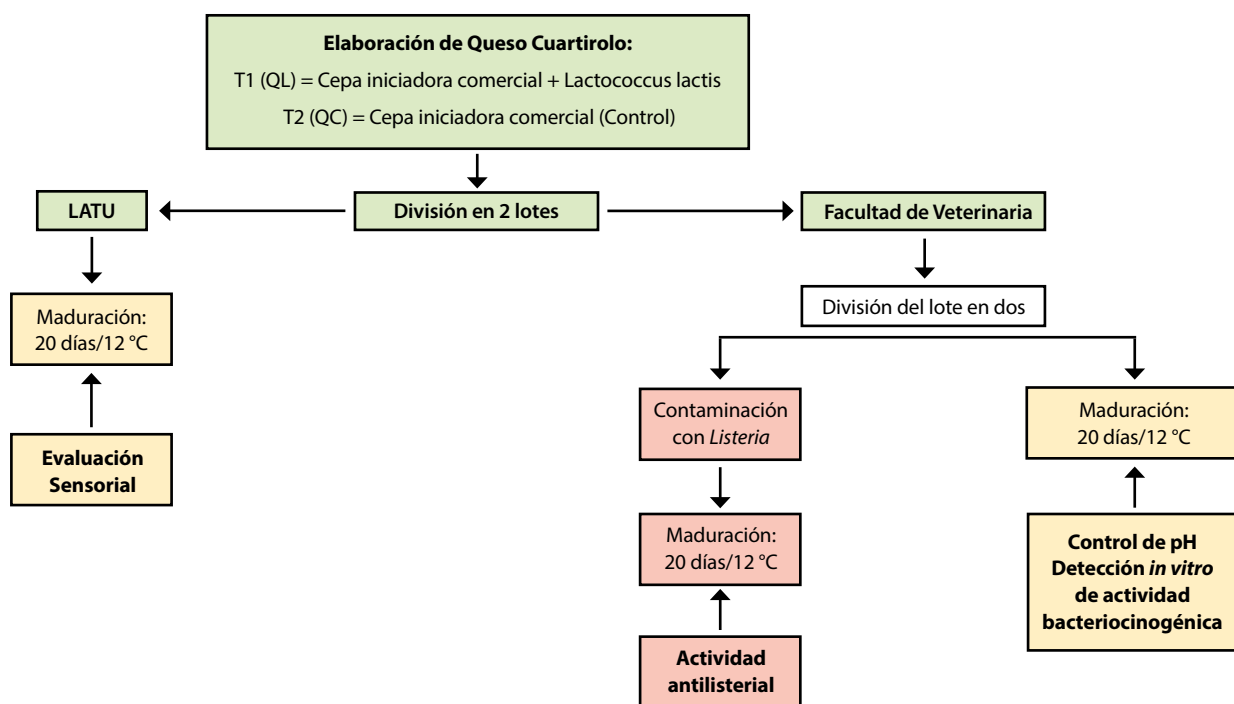 Elaboración de Queso Cuartirolo:
T1 (QL) = Cepa iniciadora comercial + Lactococcus lactis
T2 (QC) = Cepa iniciadora comercial (Control)
LATU
División en 2 lotes
Facultad de Veterinaria
Maduración:
20 días/12 °C
Evaluación
Sensorial
División del lote en dos
Contaminación
con Listeria
Maduración:
20 días/12 °C
Actividad
antilisterial
Maduración:
20 días/12 °C
Control de pH
Detección in vitro
de actividad
bacteriocinogénica